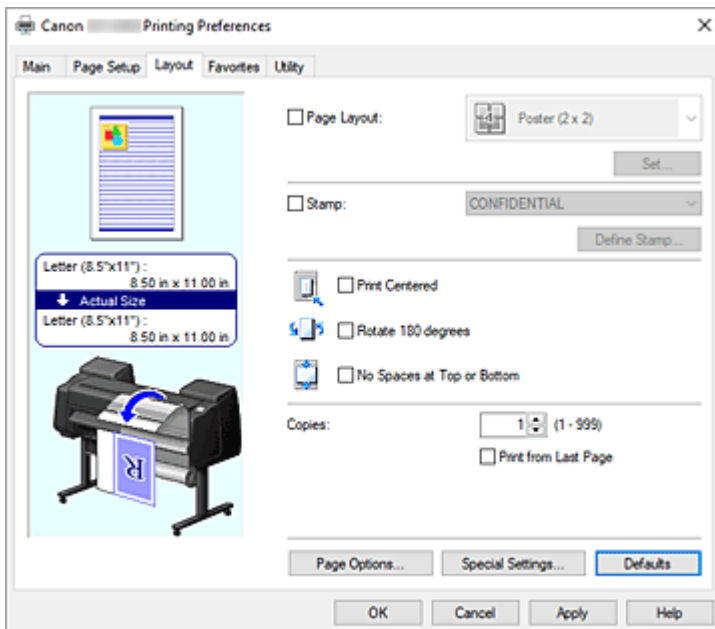 Canon Printing Preferences
Main Page Setup Layout Favorites Utility
Page Layout: Poster (2 x 2)
Set...
Stamp: CONFIDENTIAL
Define Stamp...
Letter (8.5"x11") :
8.50 in x 11.00 in
Actual Size
Letter (8.5"x11") :
8.50 in x 11.00 in
Print Centered
Rotate 180 degrees
No Spaces at Top or Bottom
Copies: 1 (1 - 999)
Print from Last Page
R
Page Options... Special Settings... Defaults
OK Cancel Apply Help